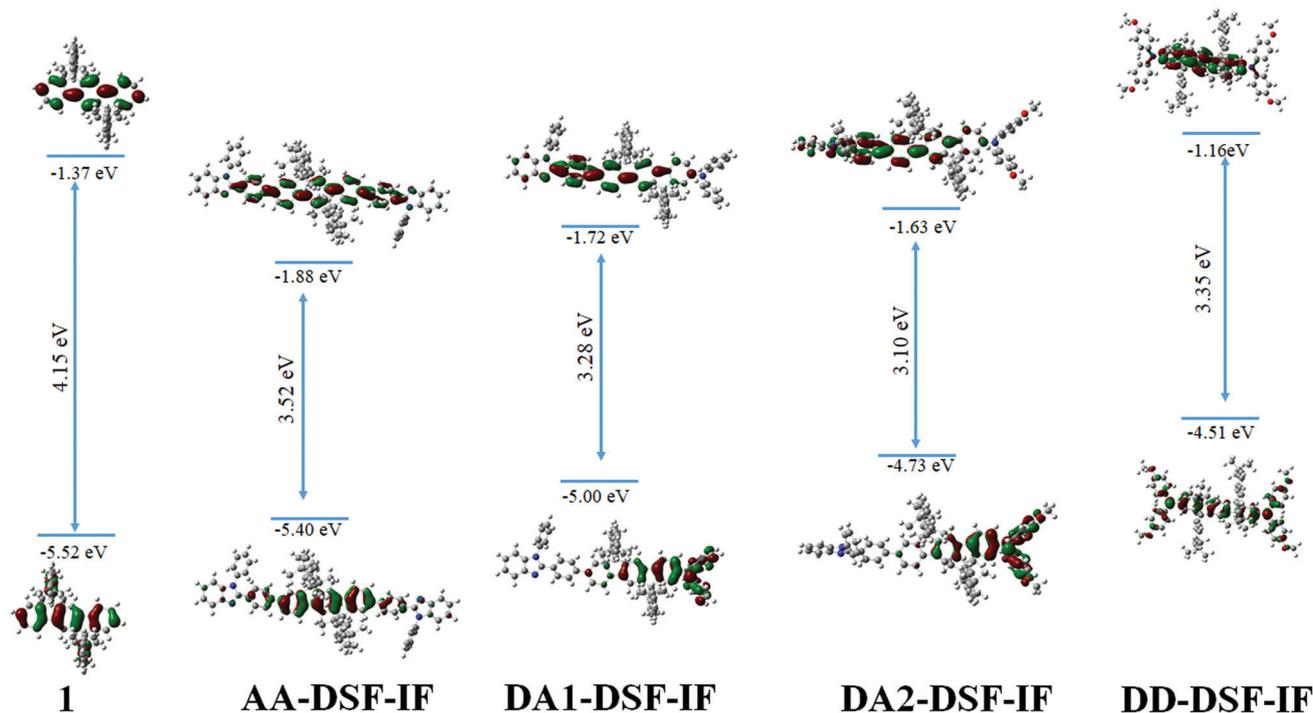 -1.37 eV
4.15 eV
-5.52 eV
1
-1.88 eV
3.52 eV
-5.40 eV
AA-DSF-IF
-1.72 eV
3.28 eV
-5.00 eV
DA1-DSF-IF
-1.63 eV
3.10 eV
-4.73 eV
DA2-DSF-IF
-1.16eV
3.35 eV
-4.51 eV
DD-DSF-IF